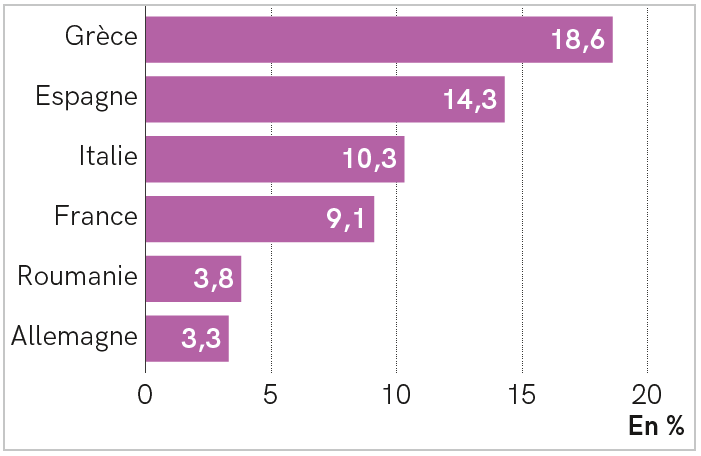 Grèce 18,6
Espagne 14,3
Italie 10,3
France 9,1
Roumanie 3,8
Allemagne 3,3
0 5 10 15 20
En %